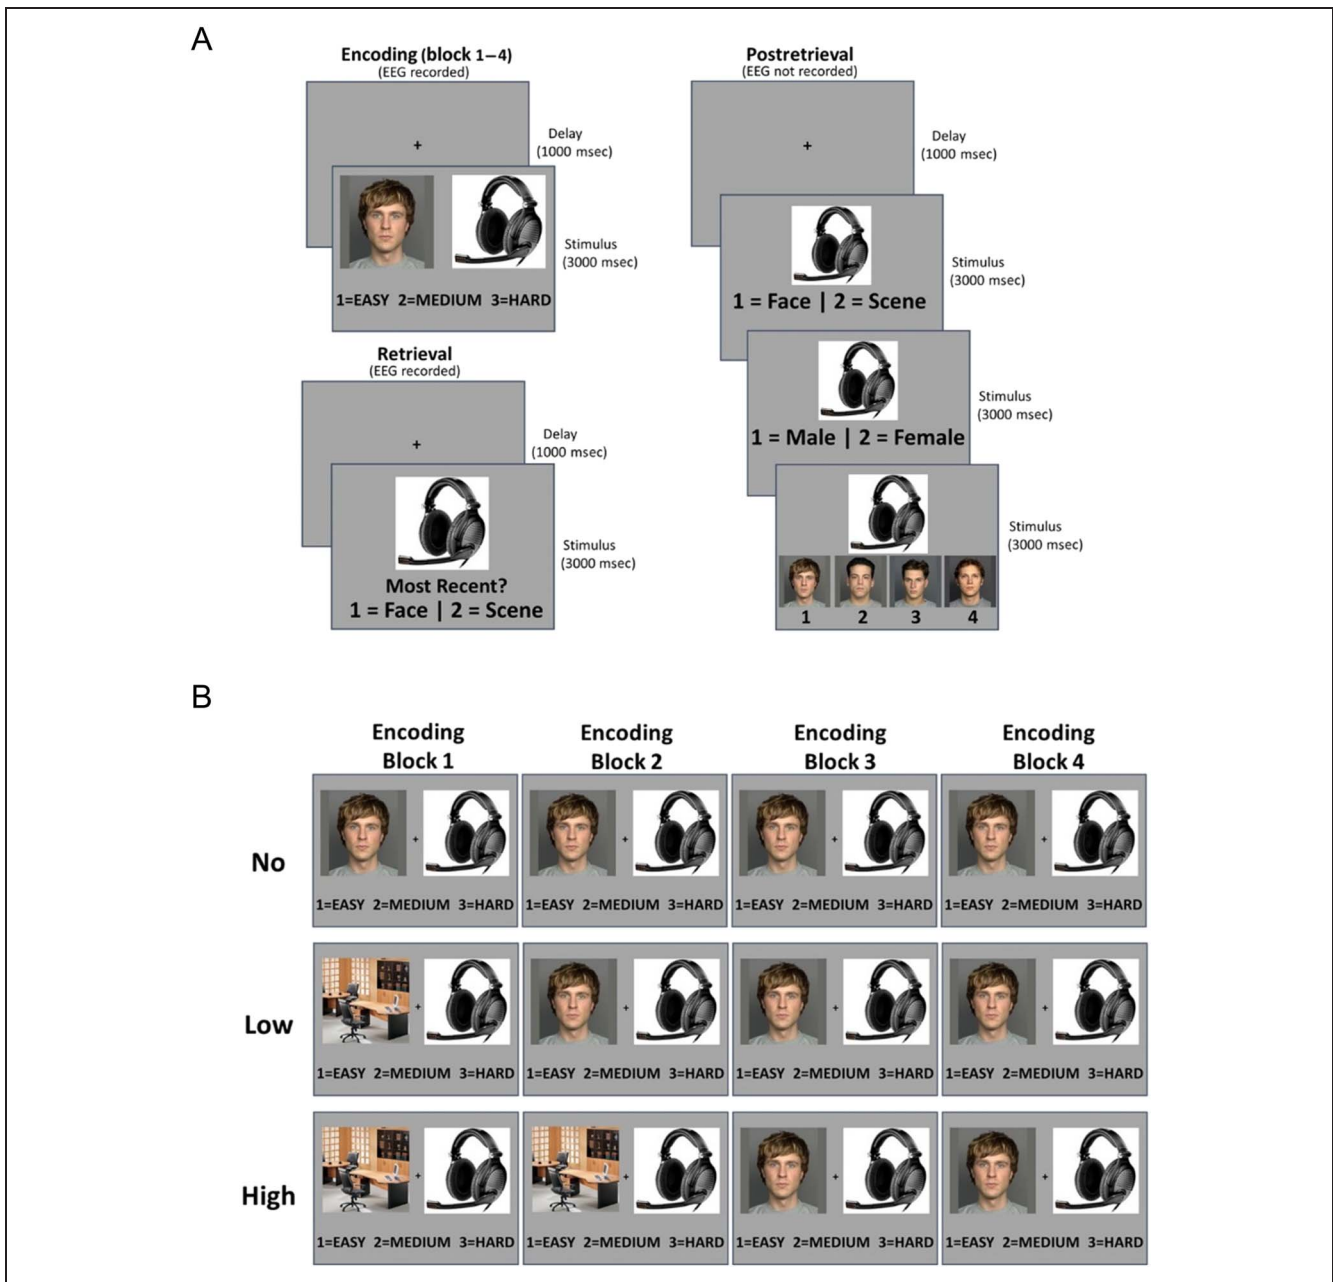 A
Encoding (block 1–4)
(EEG recorded)
+
Delay
(1000 msec)
Stimulus
(3000 msec)
1=EASY 2=MEDIUM 3=HARD
Retrieval
(EEG recorded)
+
Delay
(1000 msec)
Most Recent?
1 = Face | 2 = Scene
Stimulus
(3000 msec)
Postretrieval
(EEG not recorded)
+
Delay
(1000 msec)
1 = Face | 2 = Scene
Stimulus
(3000 msec)
1 = Male | 2 = Female
Stimulus
(3000 msec)
Stimulus
(3000 msec)
1 2 3 4
B
Encoding
Block 1
Encoding
Block 2
Encoding
Block 3
Encoding
Block 4
No
+ + + +
1=EASY 2=MEDIUM 3=HARD
1=EASY 2=MEDIUM 3=HARD
1=EASY 2=MEDIUM 3=HARD
1=EASY 2=MEDIUM 3=HARD
Low
+ + + +
1=EASY 2=MEDIUM 3=HARD
1=EASY 2=MEDIUM 3=HARD
1=EASY 2=MEDIUM 3=HARD
1=EASY 2=MEDIUM 3=HARD
High
+ + + +
1=EASY 2=MEDIUM 3=HARD
1=EASY 2=MEDIUM 3=HARD
1=EASY 2=MEDIUM 3=HARD
1=EASY 2=MEDIUM 3=HARD